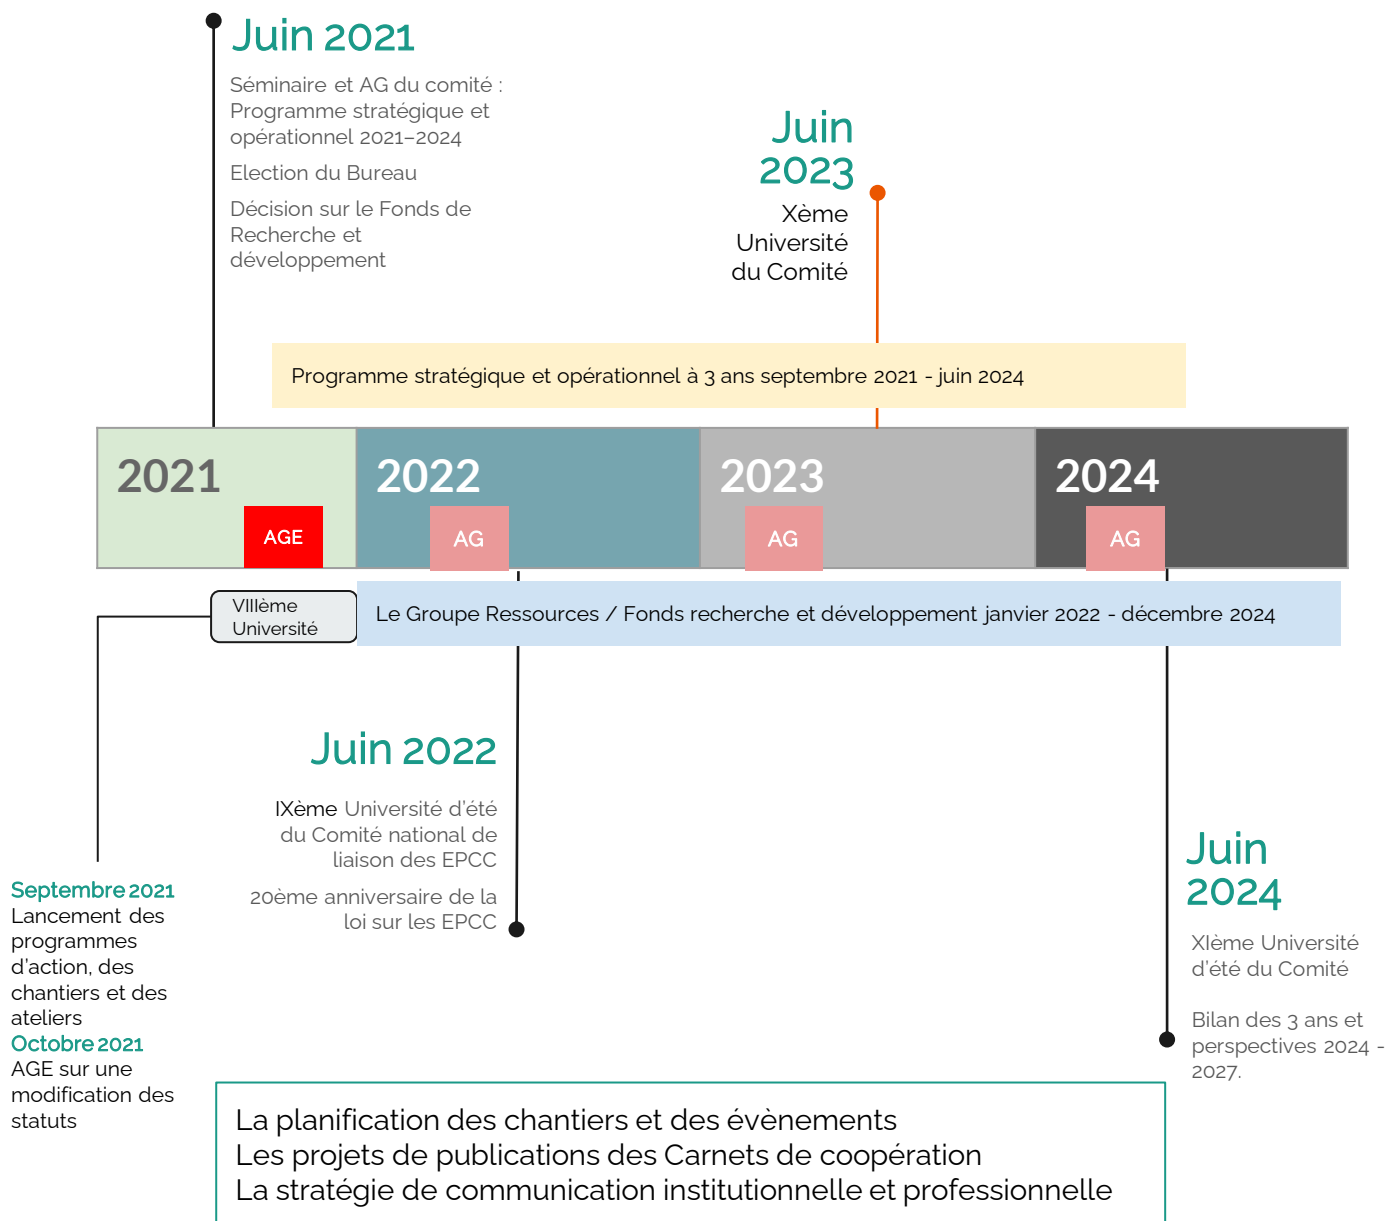 Juin 2021
Séminaire et AG du comité :
Programme stratégique et
opérationnel 2021–2024
Election du Bureau
Décision sur le Fonds de
Recherche et
développement
Juin
2023
Xème
Université
du Comité
Programme stratégique et opérationnel à 3 ans septembre 2021 - juin 2024
2021
2022
2023
2024
AGE
AG
AG
AG
VIIIème
Université
Le Groupe Ressources / Fonds recherche et développement janvier 2022 - décembre 2024
Juin 2022
IXème Université d’été
du Comité national de
liaison des EPCC
20ème anniversaire de la
loi sur les EPCC
Septembre 2021
Lancement des
programmes
d’action, des
chantiers et des
ateliers
Octobre 2021
AGE sur une
modification des
statuts
Juin
2024
XIème Université
d’été du Comité
Bilan des 3 ans et
perspectives 2024 -
2027.
La planification des chantiers et des évènements
Les projets de publications des Carnets de coopération
La stratégie de communication institutionnelle et professionnelle